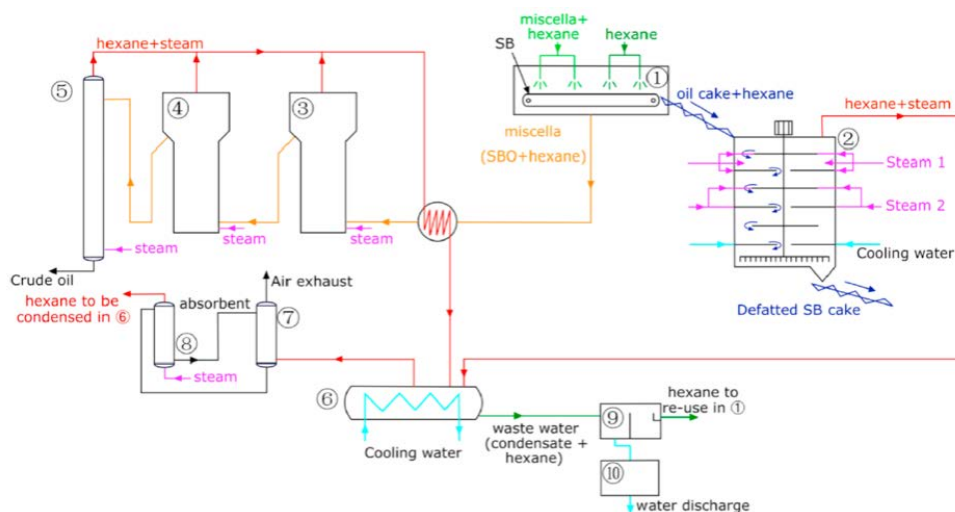 miscella+
hexane
hexane
hexane+steam
SB
①
⑤
④
③
oil cake+hexane
hexane+steam
②
miscella
(SBO+hexane)
Steam 1
Steam 2
steam
steam
steam
Cooling water
Crude oil
Air exhaust
hexane to be
condensed in ⑥
absorbent
⑦
Defatted SB cake
⑧
steam
⑥
hexane to
re-use in ①
⑨
waste water
(condensate +
hexane)
Cooling water
⑩
water discharge